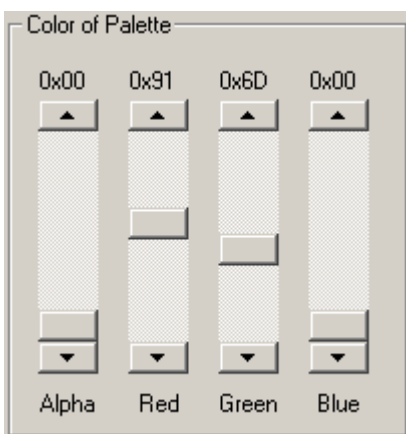 Color of Palette
0x00 0x91 0x6D 0x00
Alpha Red Green Blue